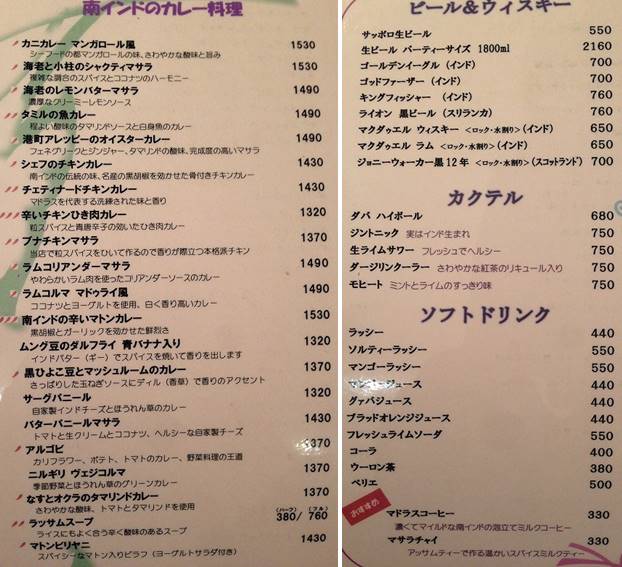 南インドのカレー料理
カニカレー マンガロール風 1530
シーフードの都マンガロールの味、さわやかな酸味と旨み
海老と小柱のシャクティマサラ 1530
複雑な調合のスパイスとココナツのハーモニー
海老のレモンバターマサラ 1490
濃厚なクリーミーレモンソース
タミルの魚カレー 1490
程よい酸味のタマリンドソースと白身魚のカレー
港町アレッピーのオイスターカレー 1490
フェネグリークとジンジャー、タマリンドの酸味、完成度の高いマサラ
シェフのチキンカレー 1430
南インドの伝統の味、名産の黒胡椒を効かせた骨付きチキンカレー
チェティナードチキンカレー 1430
マドラスを代表する洗練された味と香り
辛いチキンひき肉カレー 1320
粒スパイスと青唐辛子の効いたひき肉カレー
ブナチキンマサラ 1370
当店で粒スパイスをひいて作るので香りが際立つ本格派チキン
ラムコリアンダーマサラ 1490
やわらかいラム肉を使ったコリアンダーソースのカレー
ラムコルマ マドゥライ風 1490
ココナツとヨーグルトを使用、白く香り高いカレー
南インドの辛いマトンカレー 1530
黒胡椒とガーリックを効かせた鮮烈さ
ムング豆のダルフライ 青バナナ入り 1320
インドバター（ギー）でスパイスを焼いて香りを出します
黒ひよこ豆とマッシュルームのカレー 1370
さっぱりした玉ねぎソースにディル（香草）で香りのアクセント
サーグパニール 1320
自家製インドチーズとほうれん草のカレー
バターパニールマサラ 1430
トマトと生クリームとココナツ、ヘルシーな自家製チーズ
アルゴビ 1370
カリフラワー、ポテト、トマトのカレー、野菜料理の王道
ニルギリ ヴェジコルマ 1370
季節野菜とほうれん草のグリーンカレー
なすとオクラのタマリンドカレー 1370
さわやかな酸味、トマトとタマリンドを使用
（ハーフ）（フル）
ラッサムスープ 380/ 760
ライスにもよく合う辛く酸味のあるスープ
マトンビリヤニ 1430
スパイシーなマトン入りピラフ（ヨーグルトサラダ付き）
ビール＆ウィスキー
サッポロ生ビール 550
生ビール パーティーサイズ 1800ml 2160
ゴールデンイーグル（インド） 700
ゴッドファーザー（インド） 700
キングフィッシャー （インド） 760
ライオン 黒ビール（スリランカ） 760
マクドゥエル ウィスキー <ロック・水割り>（インド） 650
マクドゥエル ラム <ロック・水割り>（インド） 650
ジョニーウォーカー黒12年 <ロック・水割り>（スコットランド） 700
カクテル
ダバ ハイボール 680
ジントニック 実はインド生まれ 750
生ライムサワー フレッシュでヘルシー 750
ダージリンクーラー さわやかな紅茶のリキュール入り 750
モヒート ミントとライムのすっきり味 750
ソフトドリンク
ラッシー 440
ソルティーラッシー 550
マンゴーラッシー 550
マンゴージュース 440
グァバジュース 440
ブラッドオレンジジュース 440
フレッシュライムソーダ 550
コーラ 400
ウーロン茶 380
ペリエ 500
おすすめ
マドラスコーヒー 330
濃くてマイルドな南インドの泡立てミルクコーヒー
マサラチャイ 330
アッサムティーで作る温かいスパイスミルクティー